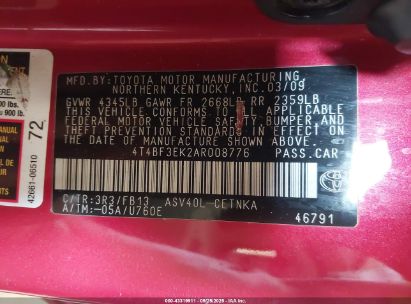 MFD.BY:TOYOTA MOTOR MANUFACTURING,
NORTHERN KENTUCKY,INC.03/09
GVWR 4345LB GAWR FR 2668LB RR 2359LB
THIS VEHICLE CONFORMS TO ALL APPLICABLE
FEDERAL MOTOR VEHICLE SAFETY,BUMPER,AND
THEFT PREVENTION STANDARDS IN EFFECT ON
THE DATE OF MANUFACTURE SHOWN ABOVE.
4T4BF3EK2AR008776 PASS.CAR
C/TR:3R3/FB13 ASV40L-CETNKA
A/TM:-05A/U760E
TOYOTA
46791
72
42661-06510